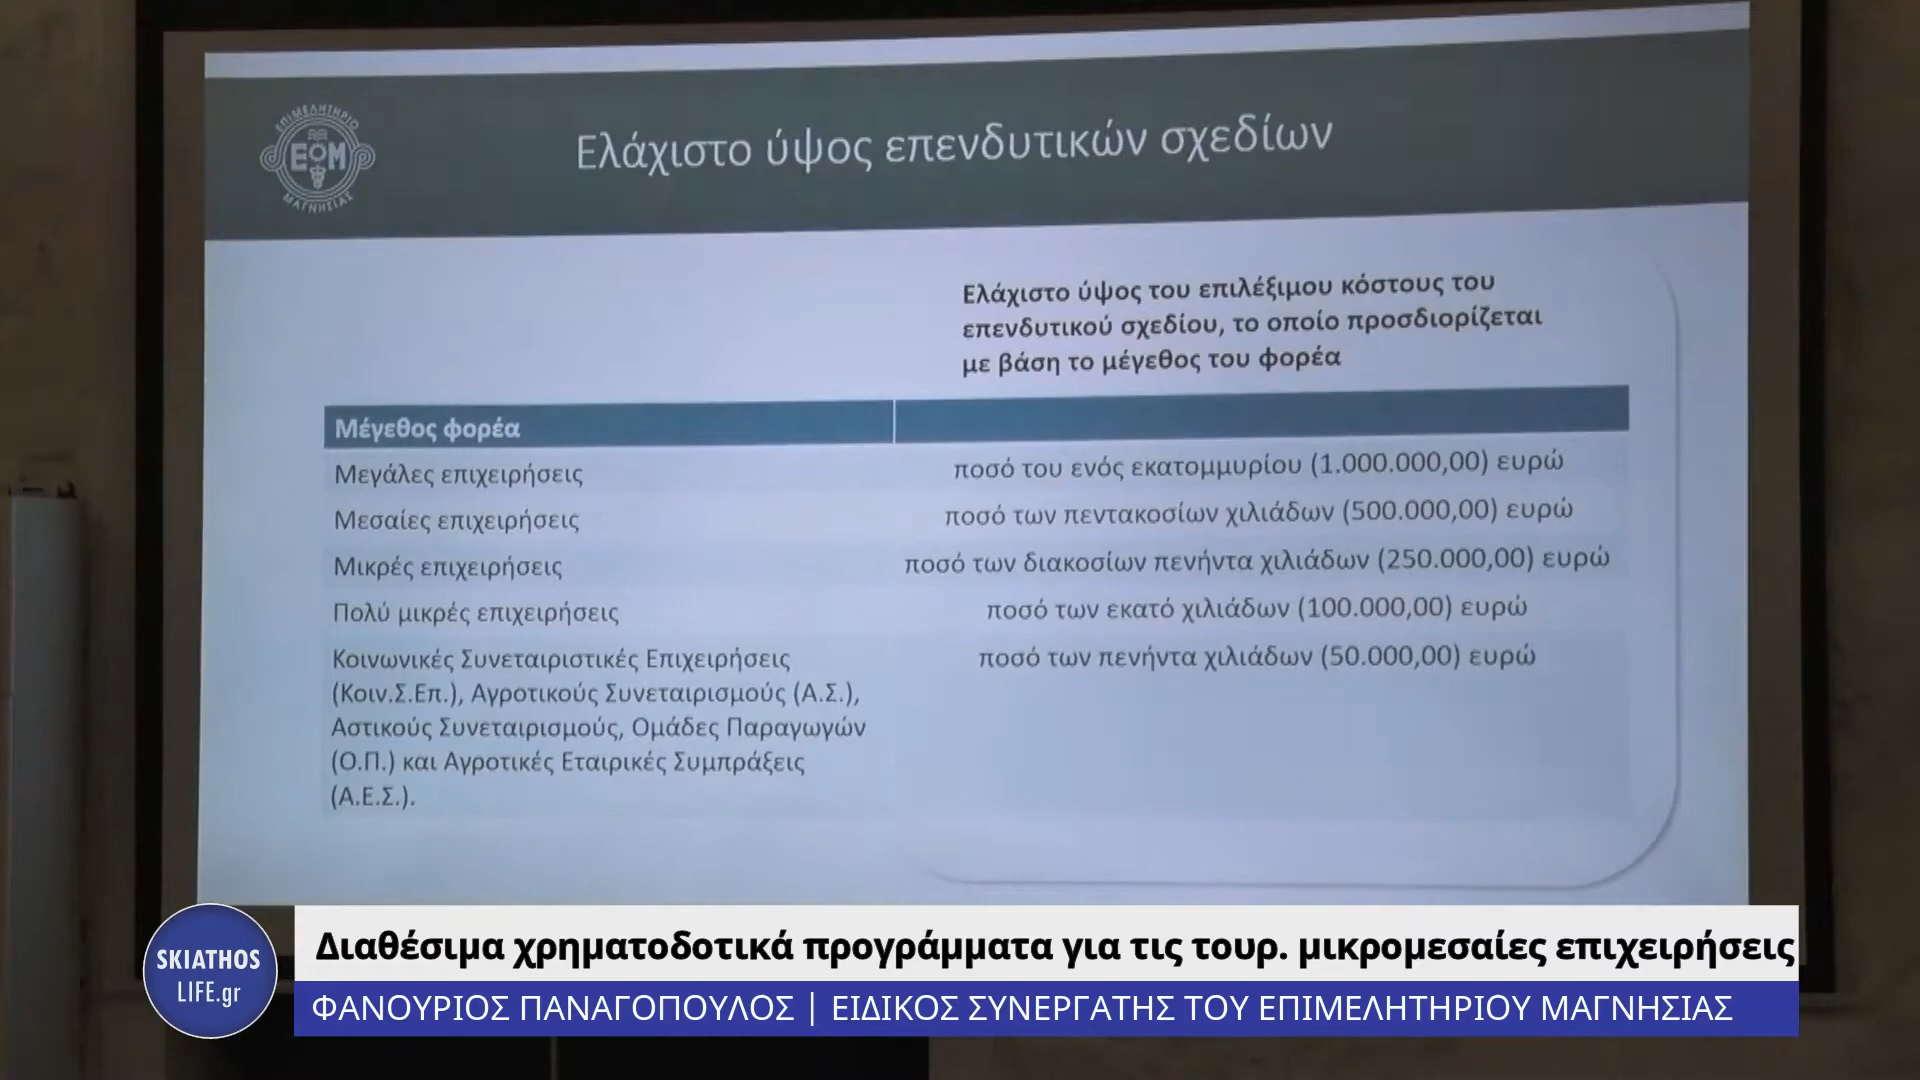 ΕΠΙΜΕΛΗΤΗΡΙΟ
ΕΟΜ
ΜΑΓΝΗΣΙΑΣ
Ελάχιστο ύψος επενδυτικών σχεδίων
Ελάχιστο ύψος του επιλέξιμου κόστους του
επενδυτικού σχεδίου, το οποίο προσδιορίζεται
με βάση το μέγεθος του φορέα
Μέγεθος φορέα
Μεγάλες επιχειρήσεις ποσό του ενός εκατομμυρίου (1.000.000,00) ευρώ
Μεσαίες επιχειρήσεις ποσό των πεντακοσίων χιλιάδων (500.000,00) ευρώ
Μικρές επιχειρήσεις ποσό των διακοσίων πενήντα χιλιάδων (250.000,00) ευρώ
Πολύ μικρές επιχειρήσεις ποσό των εκατό χιλιάδων (100.000,00) ευρώ
Κοινωνικές Συνεταιριστικές Επιχειρήσεις ποσό των πενήντα χιλιάδων (50.000,00) ευρώ
(Κοιν.Σ.Επ.), Αγροτικούς Συνεταιρισμούς (Α.Σ.),
Αστικούς Συνεταιρισμούς, Ομάδες Παραγωγών
(Ο.Π.) και Αγροτικές Εταιρικές Συμπράξεις
(Α.Ε.Σ.).
SKIATHOS
LIFE.gr
Διαθέσιμα χρηματοδοτικά προγράμματα για τις τουρ. μικρομεσαίες επιχειρήσεις
ΦΑΝΟΥΡΙΟΣ ΠΑΝΑΓΟΠΟΥΛΟΣ | ΕΙΔΙΚΟΣ ΣΥΝΕΡΓΑΤΗΣ ΤΟΥ ΕΠΙΜΕΛΗΤΗΡΙΟΥ ΜΑΓΝΗΣΙΑΣ